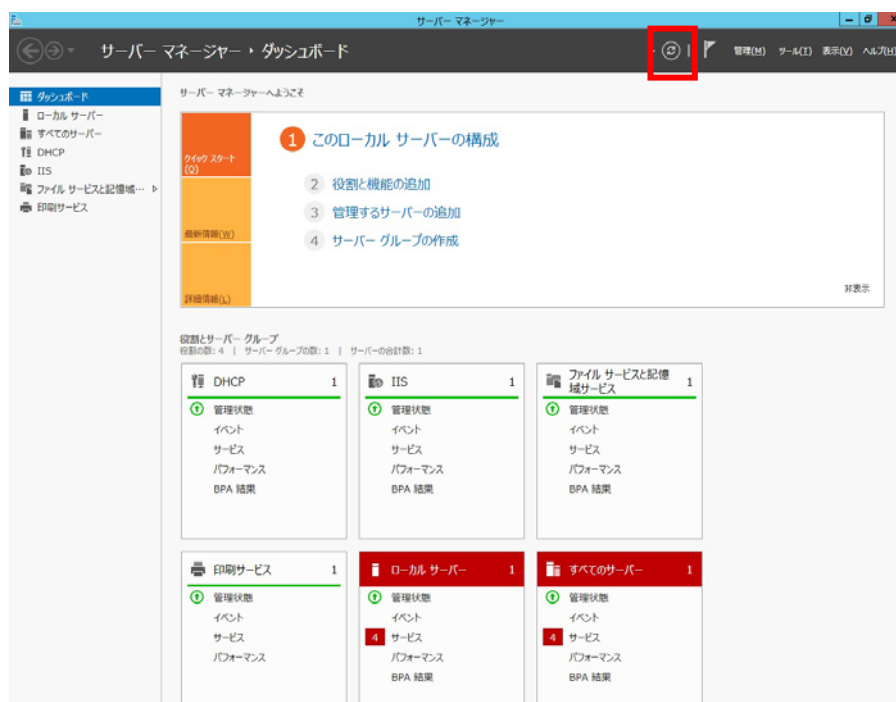 サーバー マネージャー
サーバー マネージャー ・ ダッシュボード
管理(M) ツール(T) 表示(V) ヘルプ(H)
ダッシュボード
ローカル サーバー
すべてのサーバー
DHCP
IIS
ファイル サービスと記憶域…
印刷サービス
サーバー マネージャーへようこそ
クイック スタート
(Q)
最新情報(W)
詳細情報(L)
1 このローカル サーバーの構成
2 役割と機能の追加
3 管理するサーバーの追加
4 サーバー グループの作成
非表示
役割とサーバー グループ
役割の数: 4 | サーバー グループの数: 1 | サーバーの合計数: 1
DHCP 1
管理状態
イベント
サービス
パフォーマンス
BPA 結果
IIS 1
管理状態
イベント
サービス
パフォーマンス
BPA 結果
ファイル サービスと記憶
域サービス 1
管理状態
イベント
サービス
パフォーマンス
BPA 結果
印刷サービス 1
管理状態
イベント
サービス
パフォーマンス
ローカル サーバー 1
管理状態
イベント
4 サービス
パフォーマンス
BPA 結果
すべてのサーバー 1
管理状態
イベント
4 サービス
パフォーマンス
BPA 結果